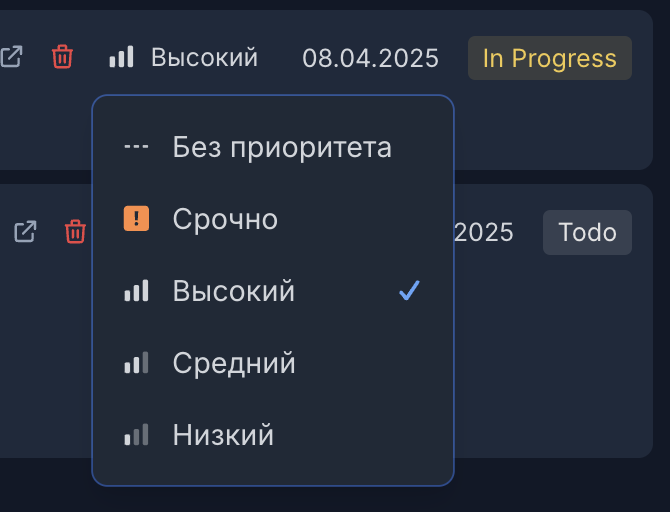 Высокий 08.04.2025 In Progress
Без приоритета
Срочно
2025 Todo
Высокий
Средний
Низкий